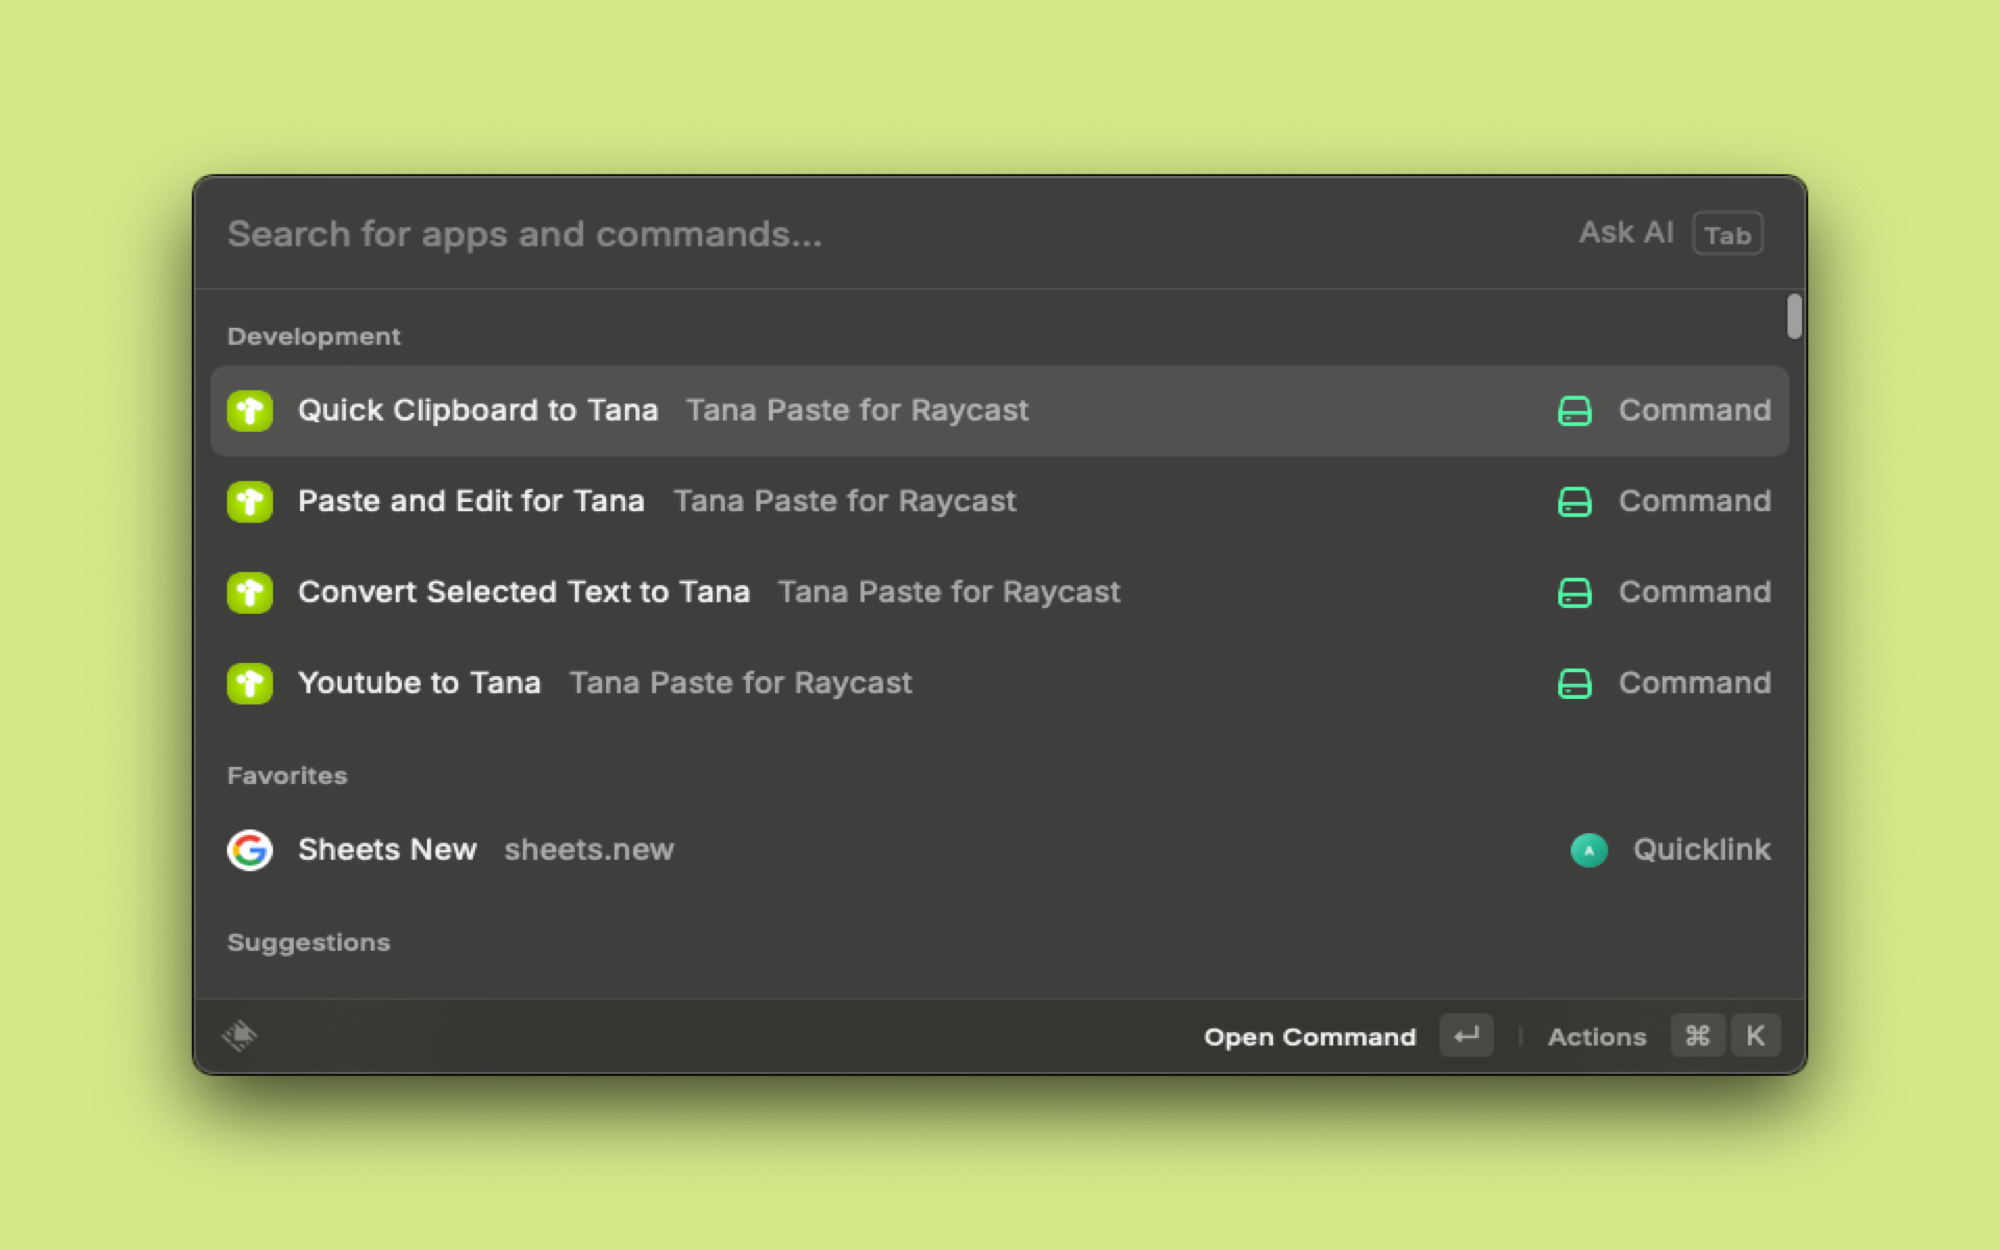 Search for apps and commands... Ask AI Tab
Development
Quick Clipboard to Tana Tana Paste for Raycast Command
Paste and Edit for Tana Tana Paste for Raycast Command
Convert Selected Text to Tana Tana Paste for Raycast Command
Youtube to Tana Tana Paste for Raycast Command
Favorites
Sheets New sheets.new A Quicklink
Suggestions
Open Command ↵ | Actions ⌘ K